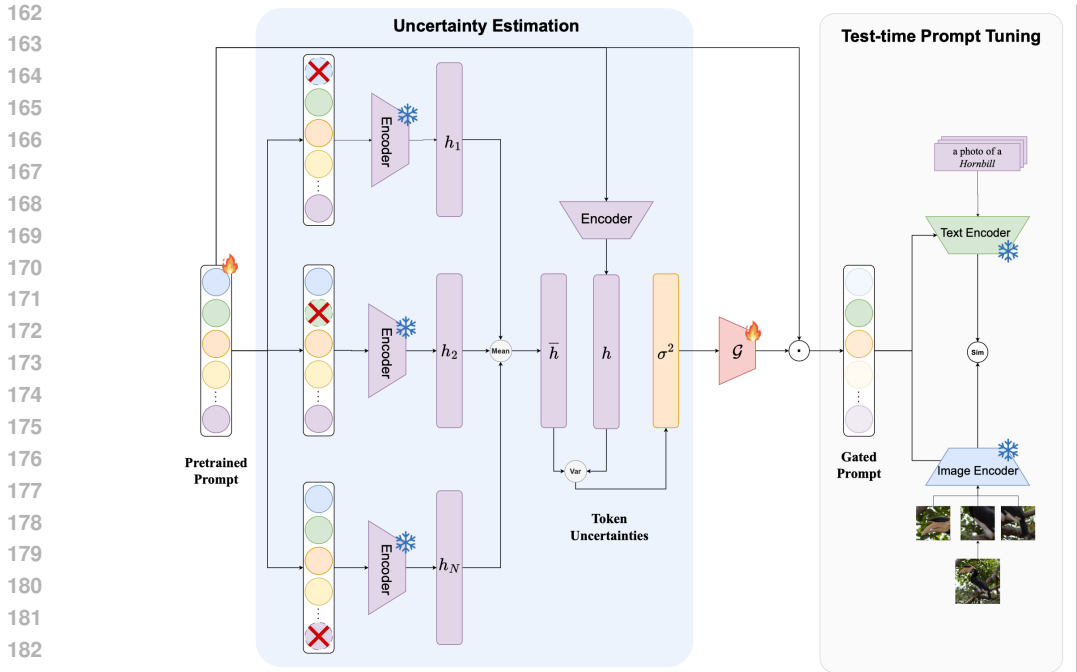 162
163
164
165
166
167
168
169
170
171
172
173
174
175
176
177
178
179
180
181
182
Uncertainty Estimation
Test-time Prompt Tuning
Encoder
h₁
Encoder
h₂
Encoder
h_N
Pretrained
Prompt
Mean
Encoder
h̅
h
σ²
Var
Token
Uncertainties
𝒢
·
Gated
Prompt
a photo of a
Hornbill
Text Encoder
Sim
Image Encoder